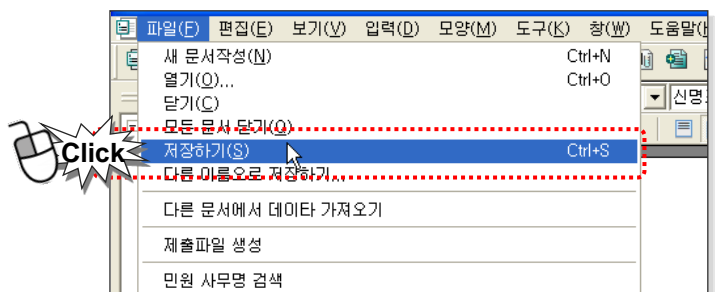 파일(F) 편집(E) 보기(V) 입력(D) 모양(M) 도구(K) 창(W) 도움말(
새 문서작성(N) Ctrl+N
열기(O)... Ctrl+O
닫기(C)
신명
모든 문서 닫기(Q)
Click 저장하기(S) Ctrl+S
다른 이름으로 저장하기...
다른 문서에서 데이타 가져오기
제출파일 생성
민원 사무명 검색